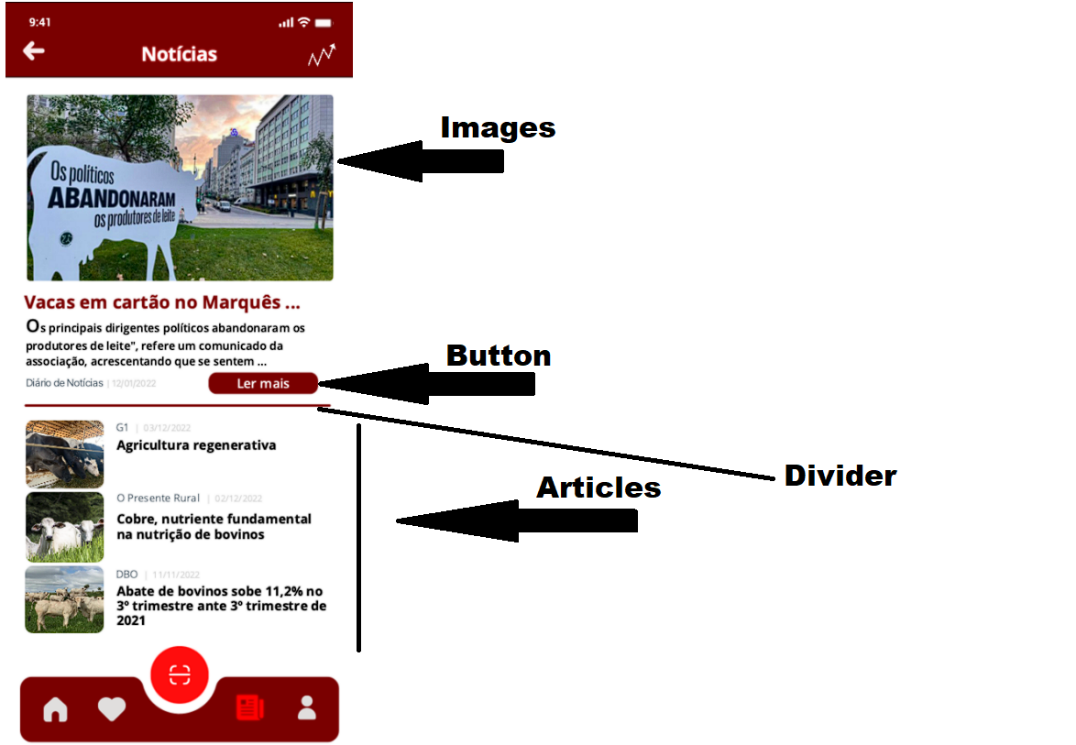 9:41
Notícias
Images
Os políticos
ABANDONARAM
os produtores de leite
Vacas em cartão no Marquês ...
Os principais dirigentes políticos abandonaram os
produtores de leite", refere um comunicado da
associação, acrescentando que se sentem ...
Diário de Notícias | 12/01/2022
Ler mais
Button
Divider
G1 | 03/12/2022
Agricultura regenerativa
Articles
O Presente Rural | 02/12/2022
Cobre, nutriente fundamental
na nutrição de bovinos
DBO | 11/11/2022
Abate de bovinos sobe 11,2% no
3º trimestre ante 3º trimestre de
2021